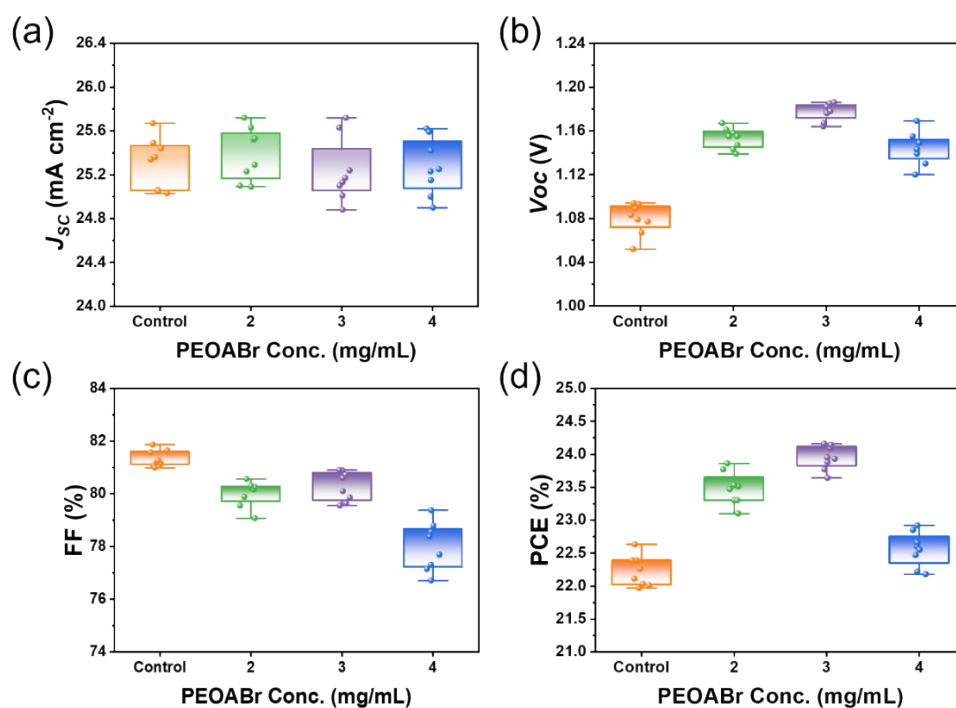 (a)
J_SC (mA cm⁻²)
26.4
26.0
25.6
25.2
24.8
24.4
24.0
Control 2 3 4
PEOABr Conc. (mg/mL)
(b)
Voc (V)
1.24
1.20
1.16
1.12
1.08
1.04
1.00
Control 2 3 4
PEOABr Conc. (mg/mL)
(c)
FF (%)
84
82
80
78
76
74
Control 2 3 4
PEOABr Conc. (mg/mL)
(d)
PCE (%)
25.0
24.5
24.0
23.5
23.0
22.5
22.0
21.5
21.0
Control 2 3 4
PEOABr Conc. (mg/mL)